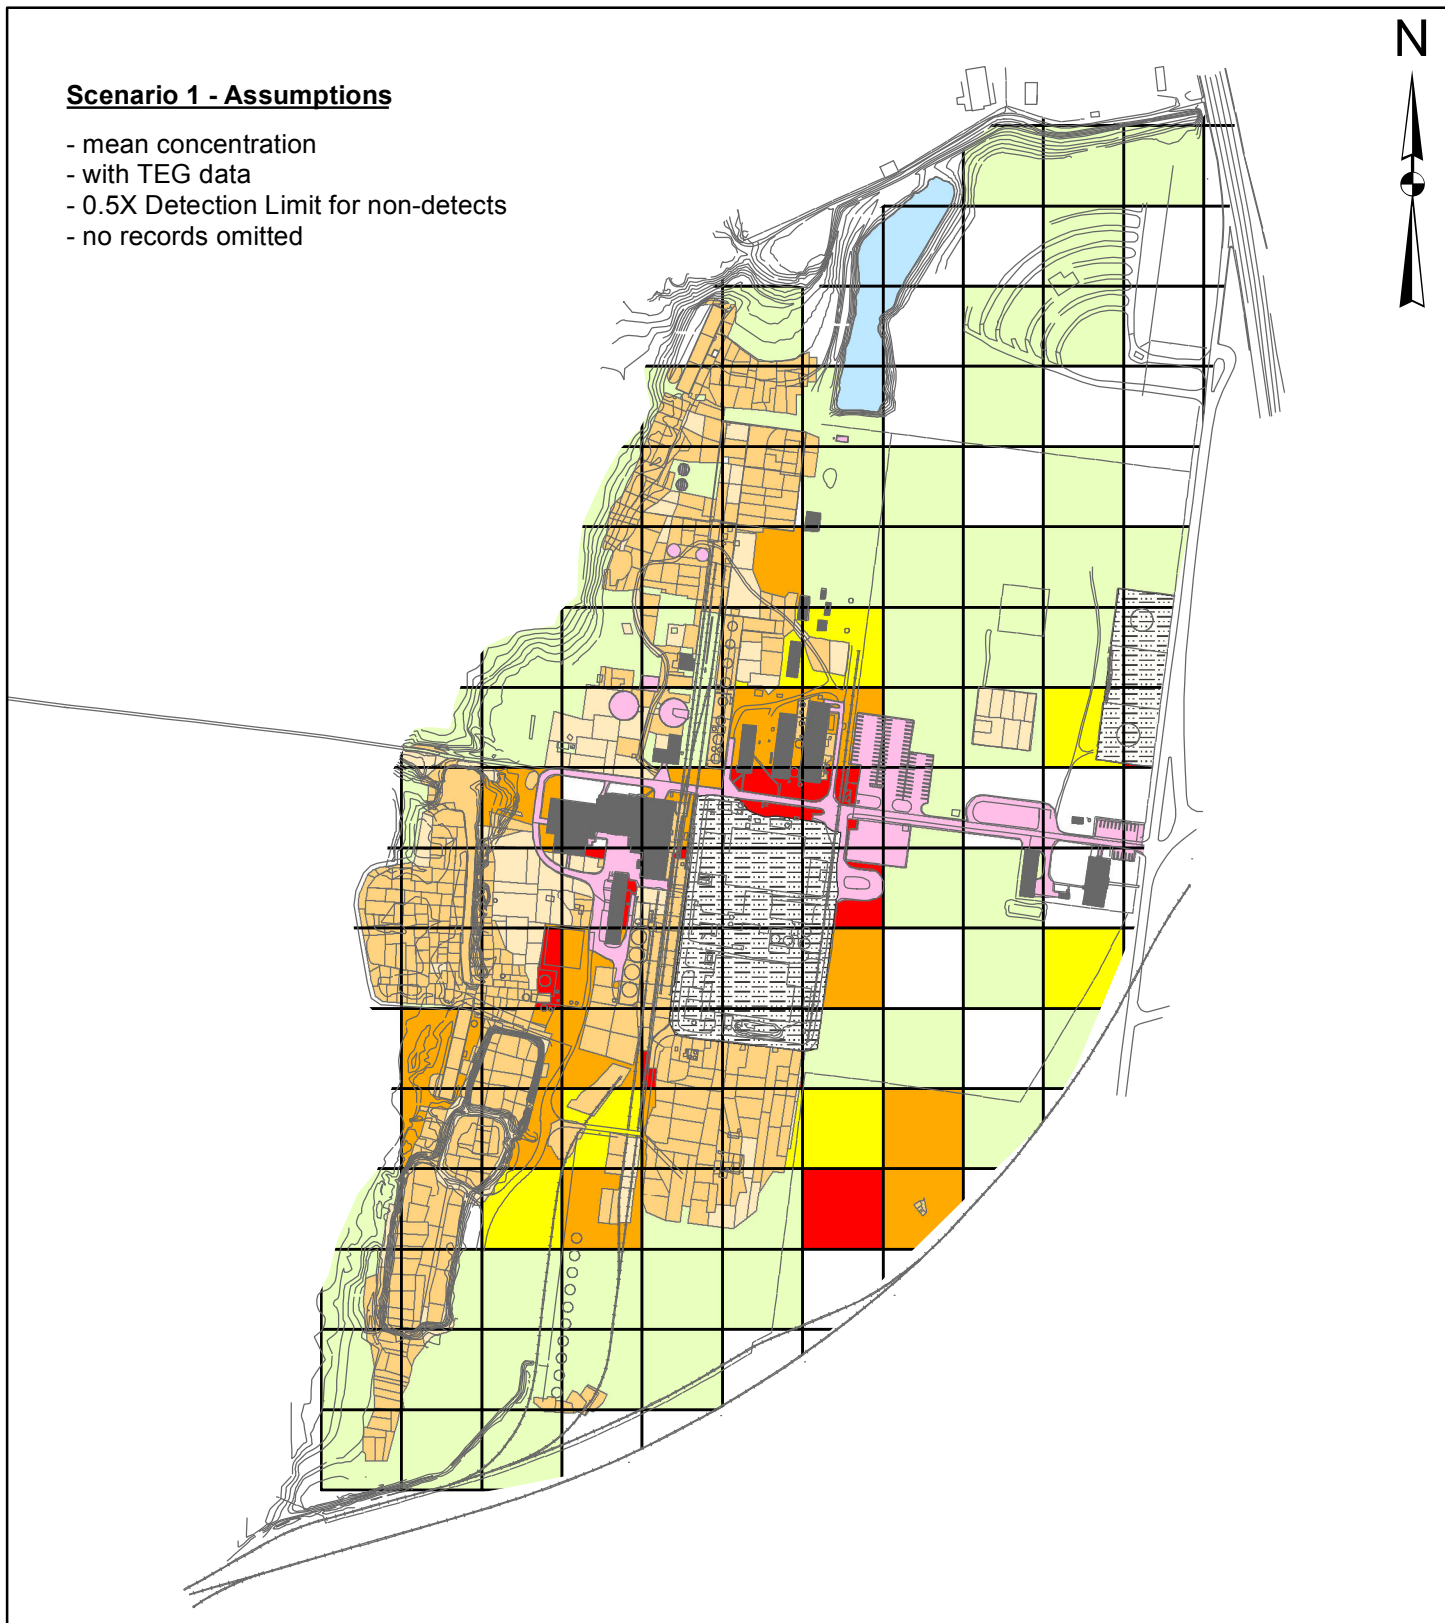 N
Scenario 1 - Assumptions
- mean concentration
- with TEG data
- 0.5X Detection Limit for non-detects
- no records omitted